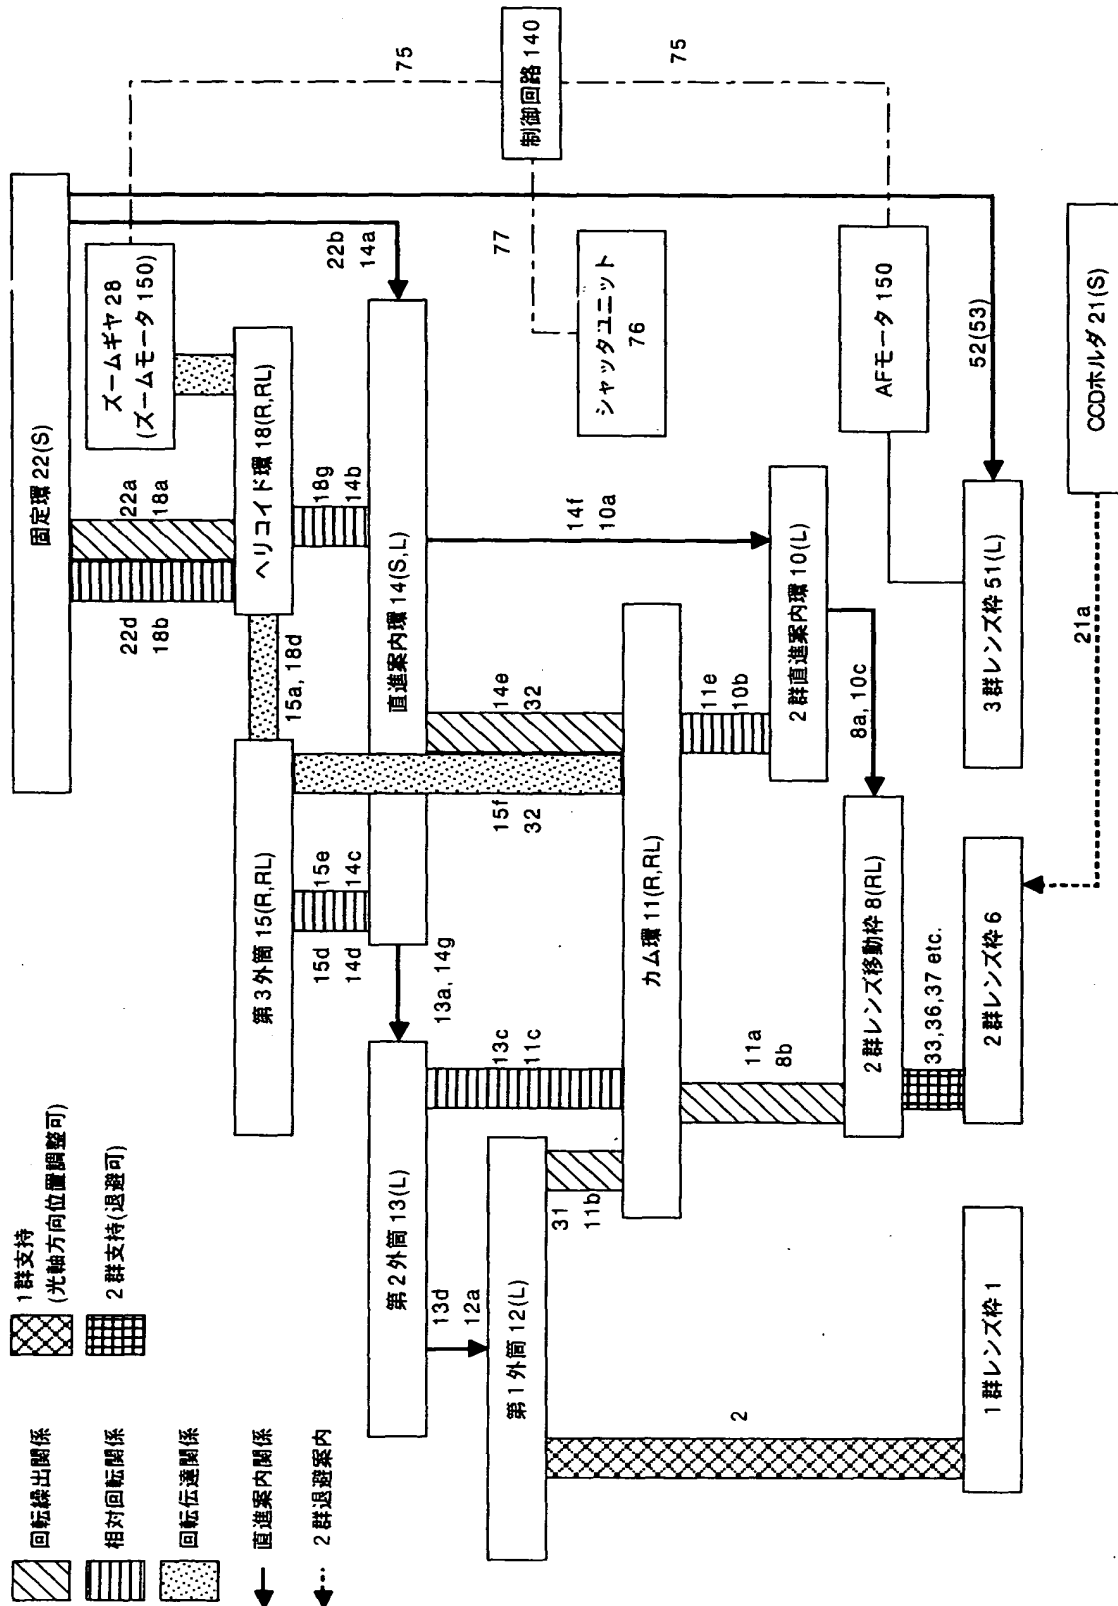 回転繰出関係
相対回転関係
回転伝達関係
直進案内関係
2群退避案内
1群支持
(光軸方向位置調整可)
2群支持(退避可)
固定環 22(S)
ズームギヤ 28
(ズームモータ 150)
22a
18a
22d
18b
ヘリコイド環 18(R,RL)
15a, 18d
第3外筒 15(R,RL)
18g
14b
22b
14a
直進案内環 14(S,L)
15e
14c
15d
14d
13a, 14g
第2外筒 13(L)
13d
12a
第1外筒 12(L)
14e
32
15f
32
13c
11c
31
11b
カム環 11(R,RL)
14f
10a
11e
10b
2群直進案内環 10(L)
8a, 10c
11a
8b
2群レンズ移動枠 8(RL)
33,36,37 etc.
2群レンズ枠 6
2
1群レンズ枠 1
3群レンズ枠 51(L)
52(53)
AFモータ 150
シャッタユニット
76
77
制御回路 140
75
75
CCDホルダ 21(S)
21a